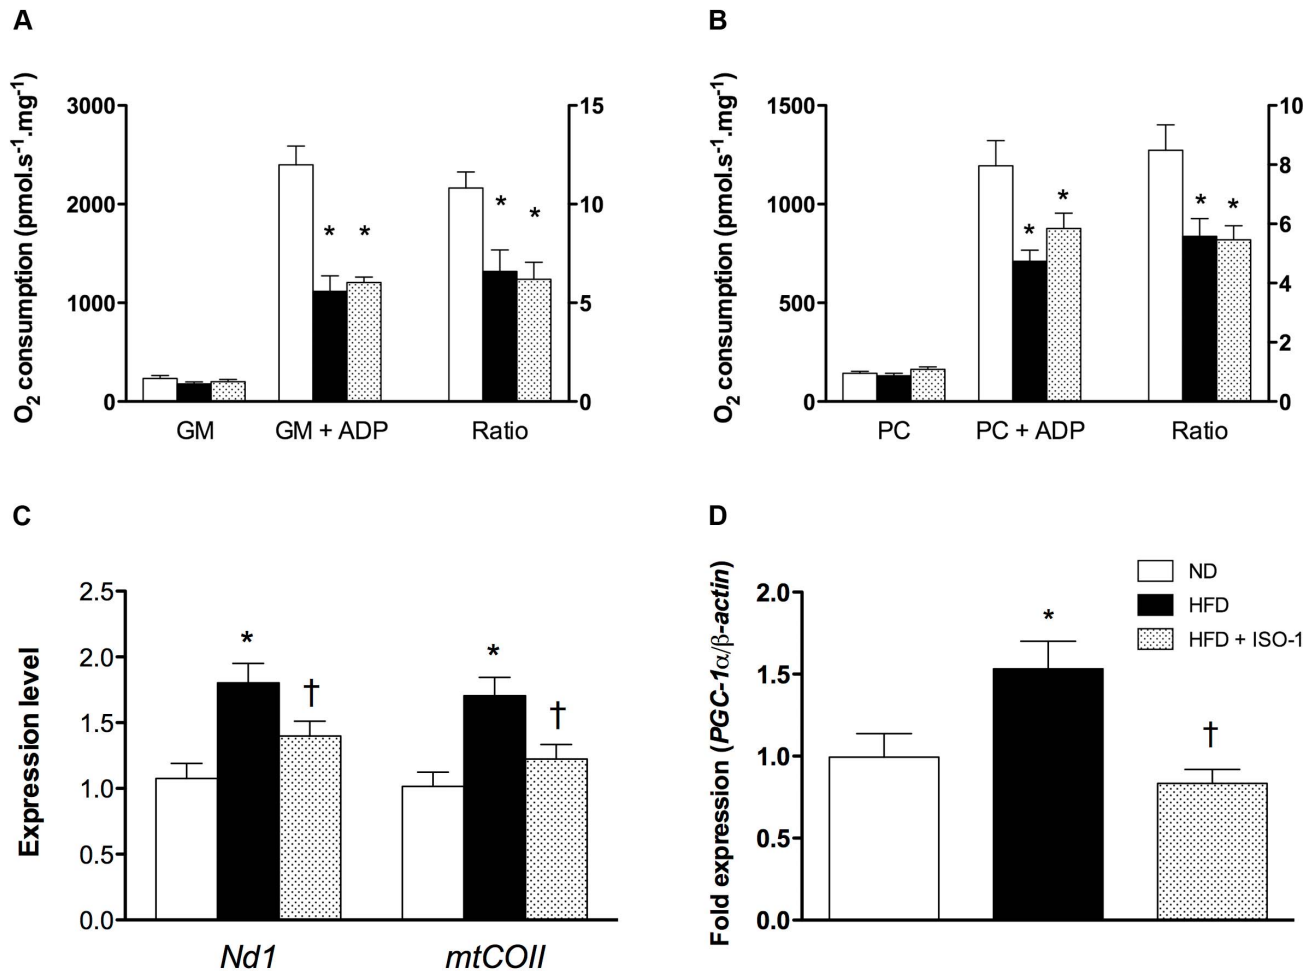 A
O2 consumption (pmol.s-1.mg-1)
3000
2000
1000
0
15
10
5
0
* *
* *
GM GM + ADP Ratio
B
O2 consumption (pmol.s-1.mg-1)
1500
1000
500
0
10
8
6
4
2
0
* *
* *
PC PC + ADP Ratio
C
Expression level
2.5
2.0
1.5
1.0
0.5
0.0
* †
* †
Nd1 mtCOII
D
Fold expression (PGC-1α/β-actin)
2.0
1.5
1.0
0.5
0.0
*
†
ND
HFD
HFD + ISO-1